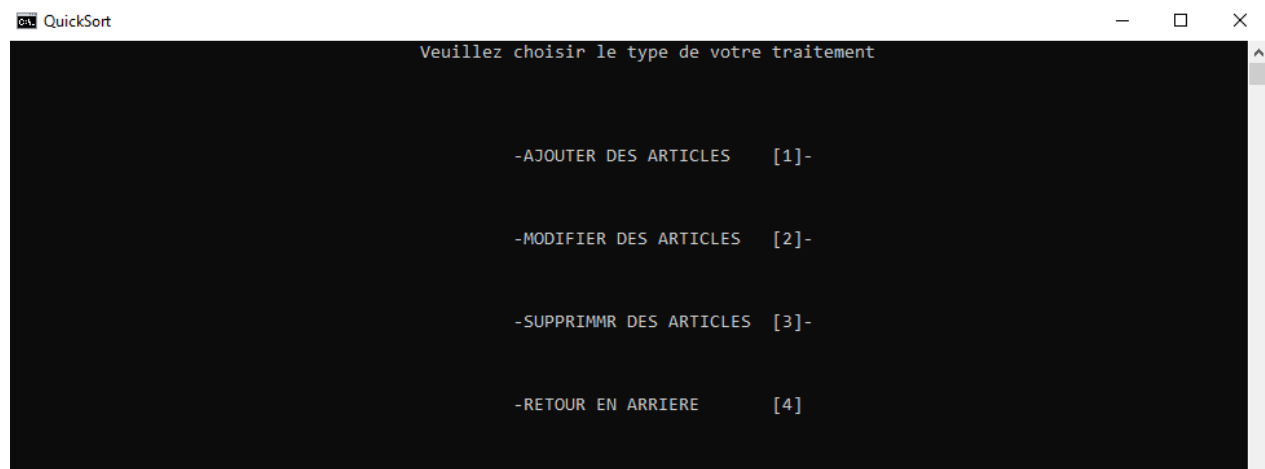 QuickSort
Veuillez choisir le type de votre traitement
-AJOUTER DES ARTICLES [1]-
-MODIFIER DES ARTICLES [2]-
-SUPPRIMMR DES ARTICLES [3]-
-RETOUR EN ARRIERE [4]